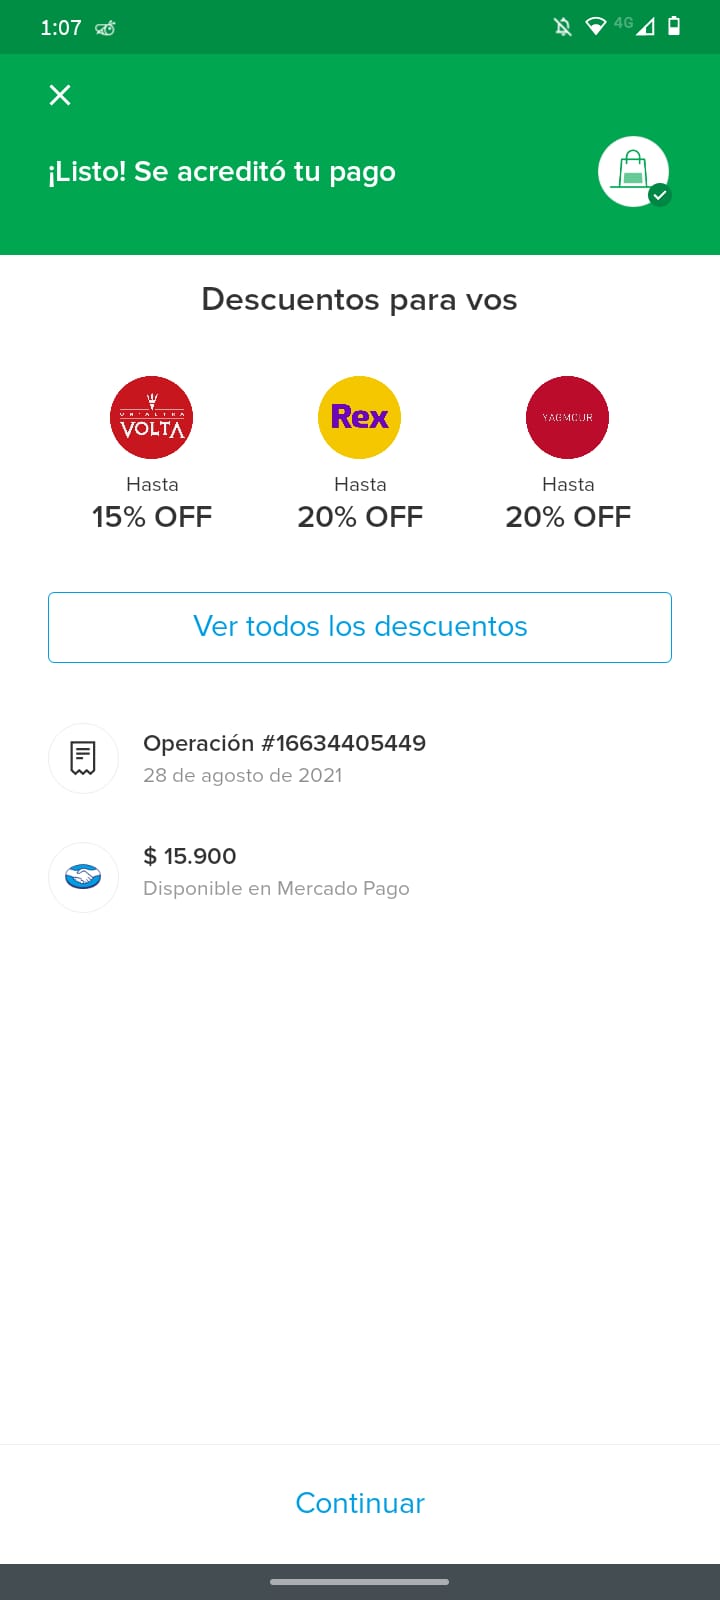 1:07
4G
¡Listo! Se acreditó tu pago
Descuentos para vos
VOLTA
Rex
YAGMOUR
Hasta
Hasta
Hasta
15% OFF
20% OFF
20% OFF
Ver todos los descuentos
Operación #16634405449
28 de agosto de 2021
$ 15.900
Disponible en Mercado Pago
Continuar